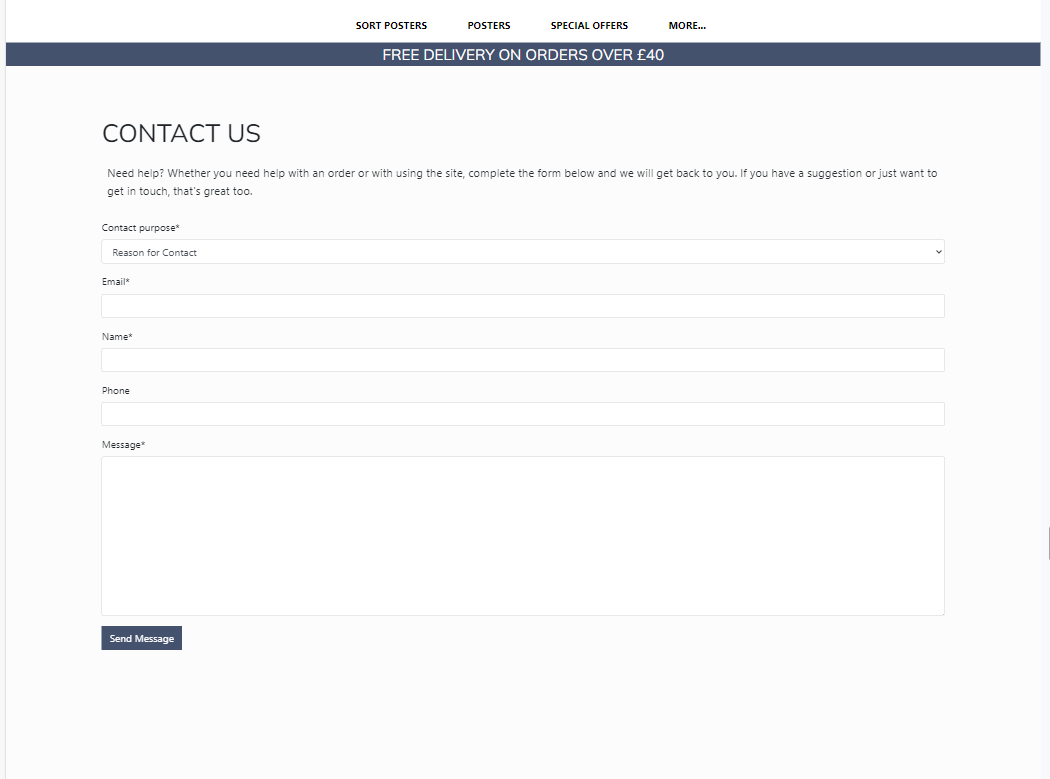 SORT POSTERS POSTERS SPECIAL OFFERS MORE...
FREE DELIVERY ON ORDERS OVER £40
CONTACT US
Need help? Whether you need help with an order or with using the site, complete the form below and we will get back to you. If you have a suggestion or just want to
get in touch, that's great too.
Contact purpose*
Reason for Contact
Email*
Name*
Phone
Message*
Send Message